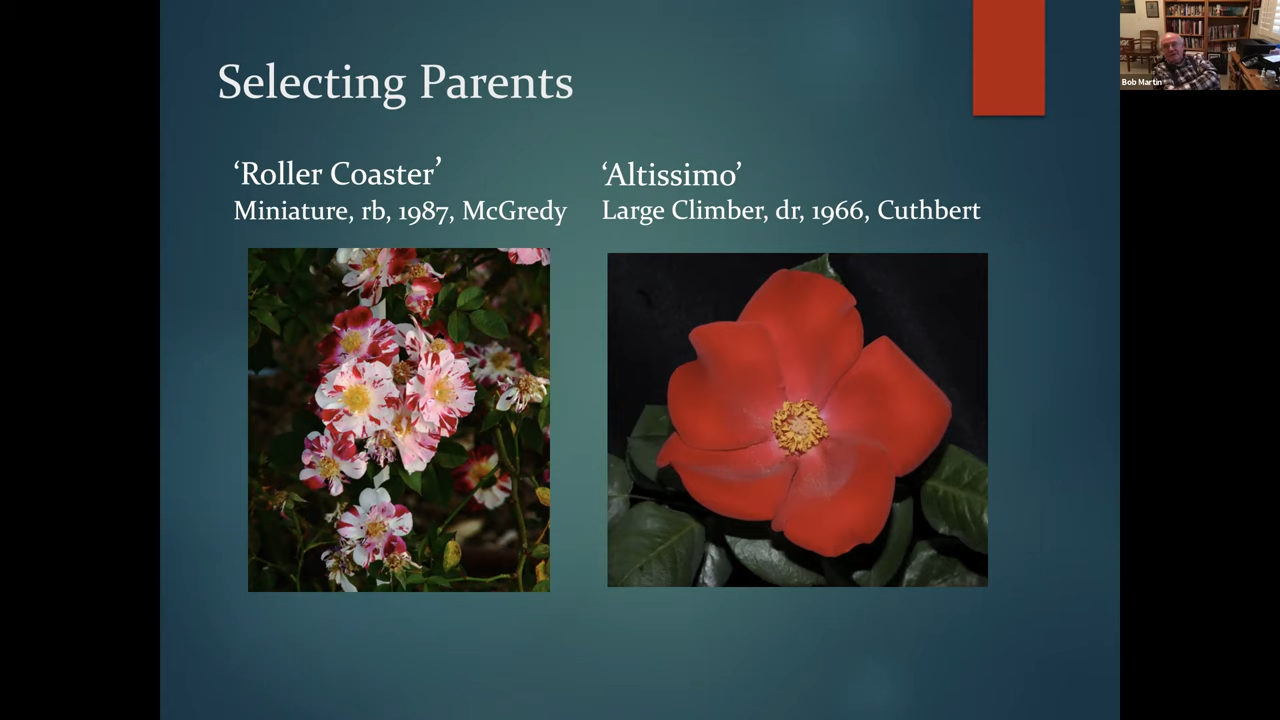 Selecting Parents
‘Roller Coaster’
Miniature, rb, 1987, McGredy
‘Altissimo’
Large Climber, dr, 1966, Cuthbert
Bob Martin